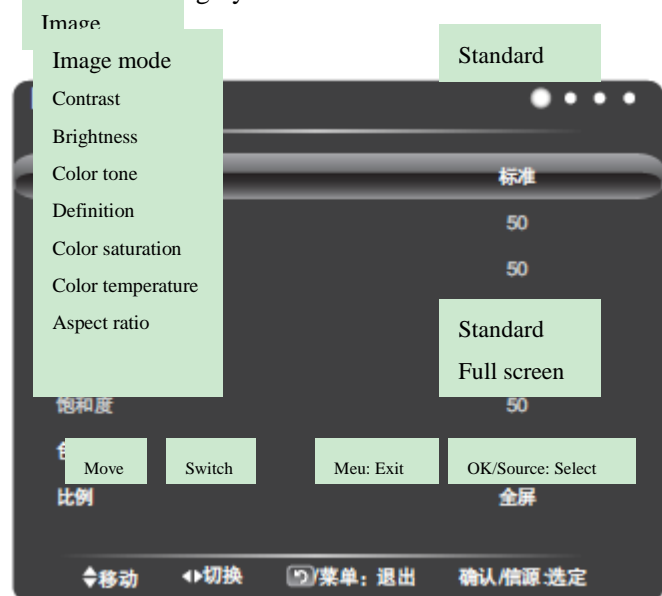 Image
Image mode
Standard
Contrast
Brightness
Color tone
标准
Definition
50
Color saturation
50
Color temperature
Aspect ratio
Standard
Full screen
饱和度 50
Move Switch Meu: Exit OK/Source: Select
比例 全屏
移动 切换 /菜单：退出 确认/信源:选定